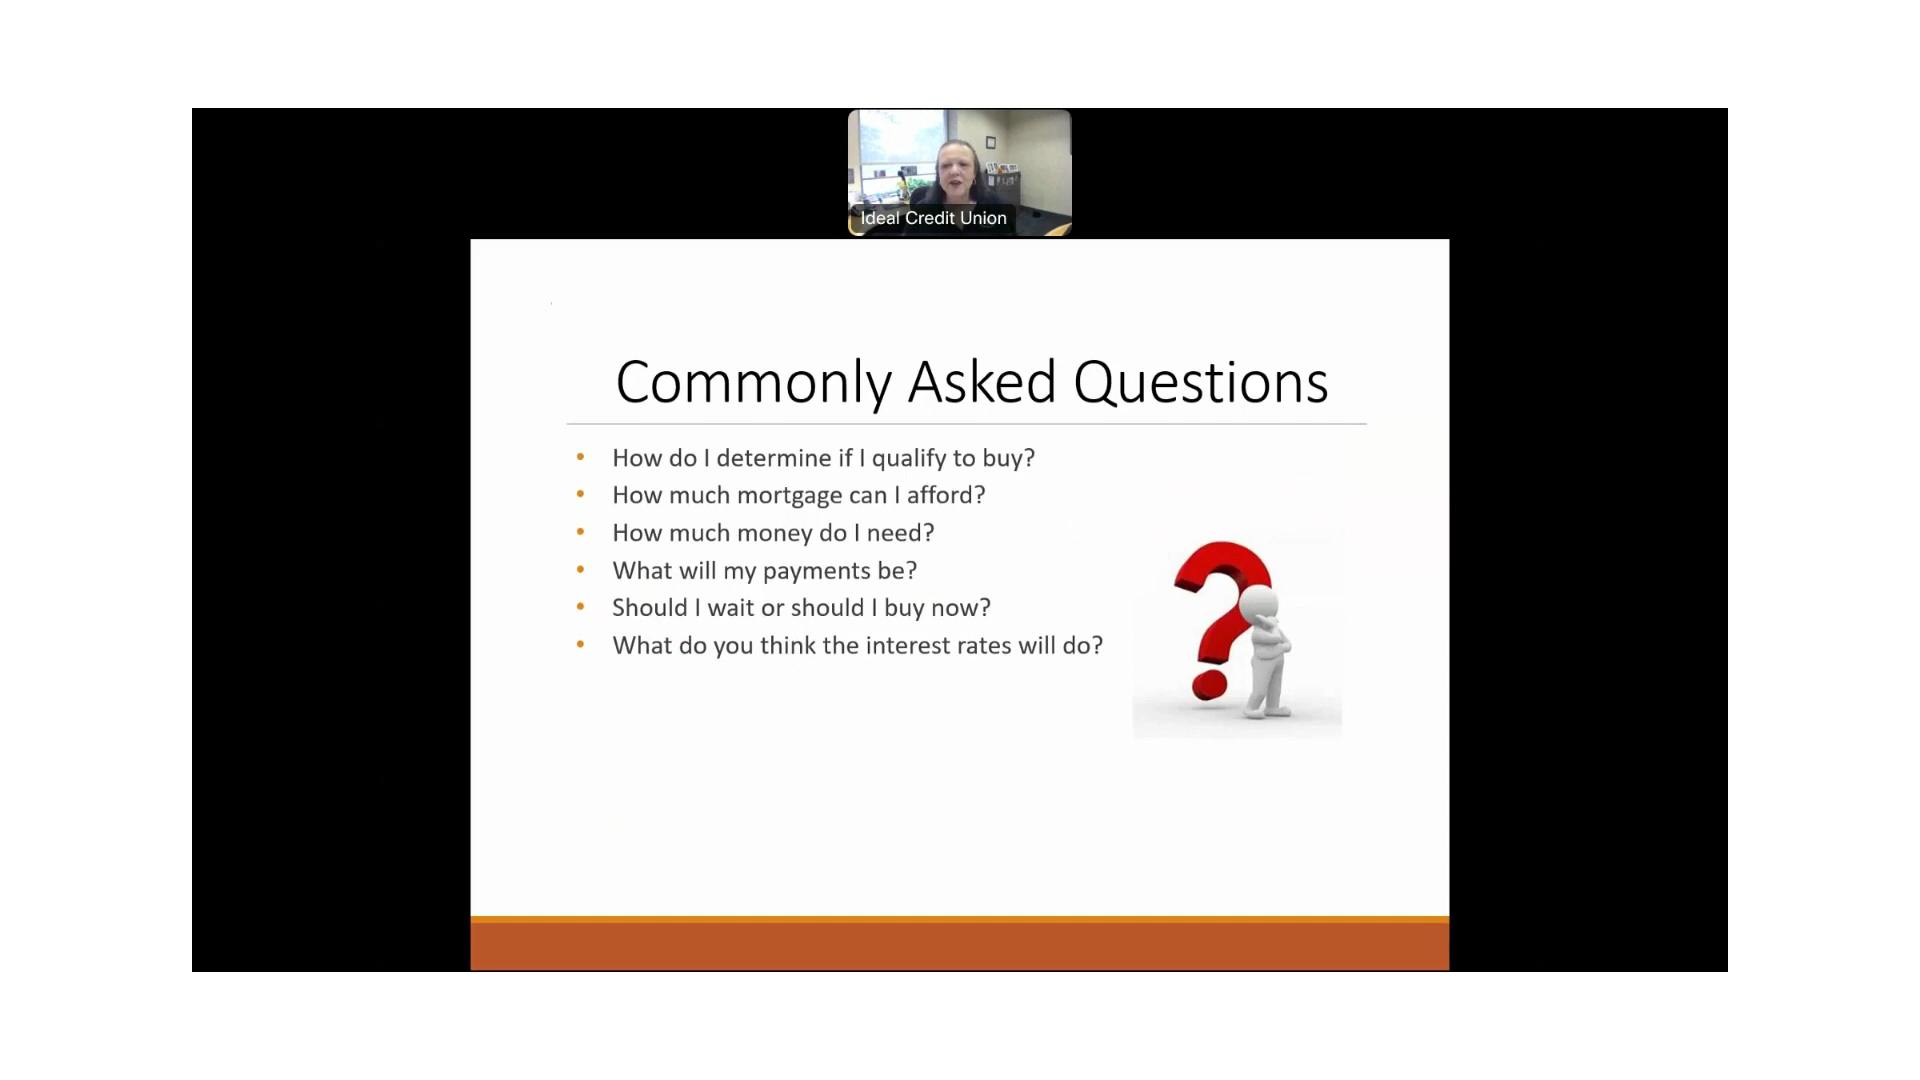 Ideal Credit Union
Commonly Asked Questions
• How do I determine if I qualify to buy?
• How much mortgage can I afford?
• How much money do I need?
• What will my payments be?
• Should I wait or should I buy now?
• What do you think the interest rates will do?